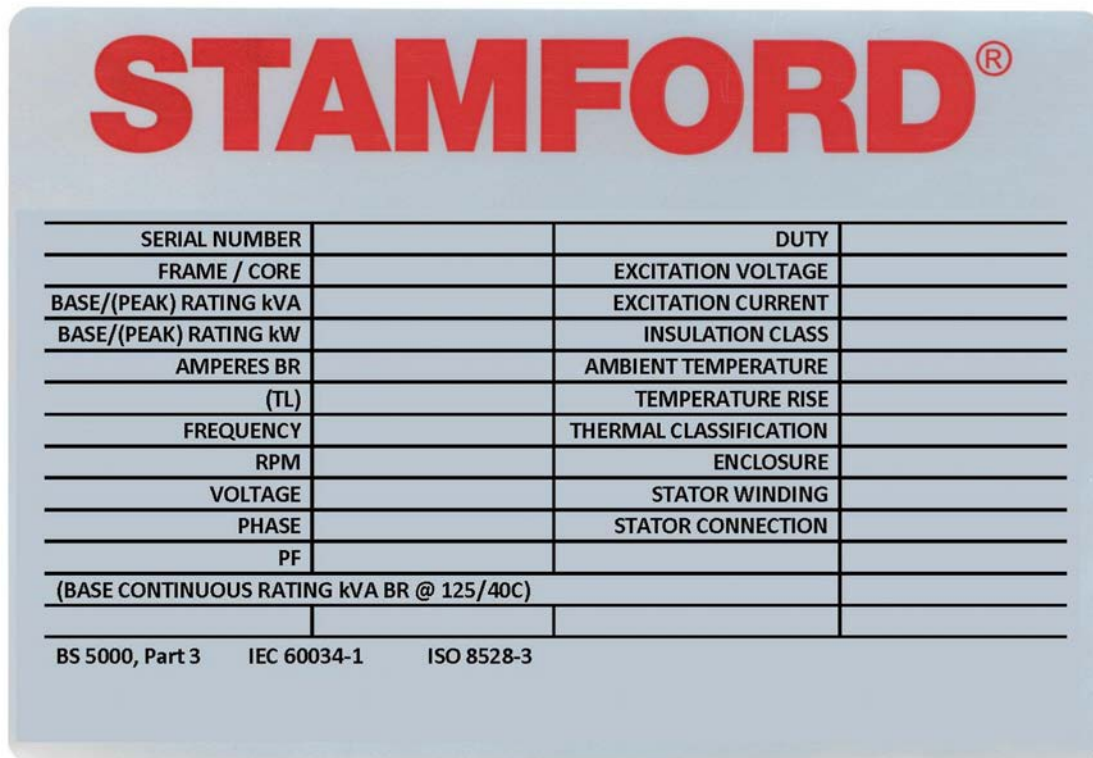 STAMFORD®
SERIAL NUMBER DUTY
FRAME / CORE EXCITATION VOLTAGE
BASE/(PEAK) RATING kVA EXCITATION CURRENT
BASE/(PEAK) RATING kW INSULATION CLASS
AMPERES BR AMBIENT TEMPERATURE
(TL) TEMPERATURE RISE
FREQUENCY THERMAL CLASSIFICATION
RPM ENCLOSURE
VOLTAGE STATOR WINDING
PHASE STATOR CONNECTION
PF
(BASE CONTINUOUS RATING kVA BR @ 125/40C)
BS 5000, Part 3 IEC 60034-1 ISO 8528-3